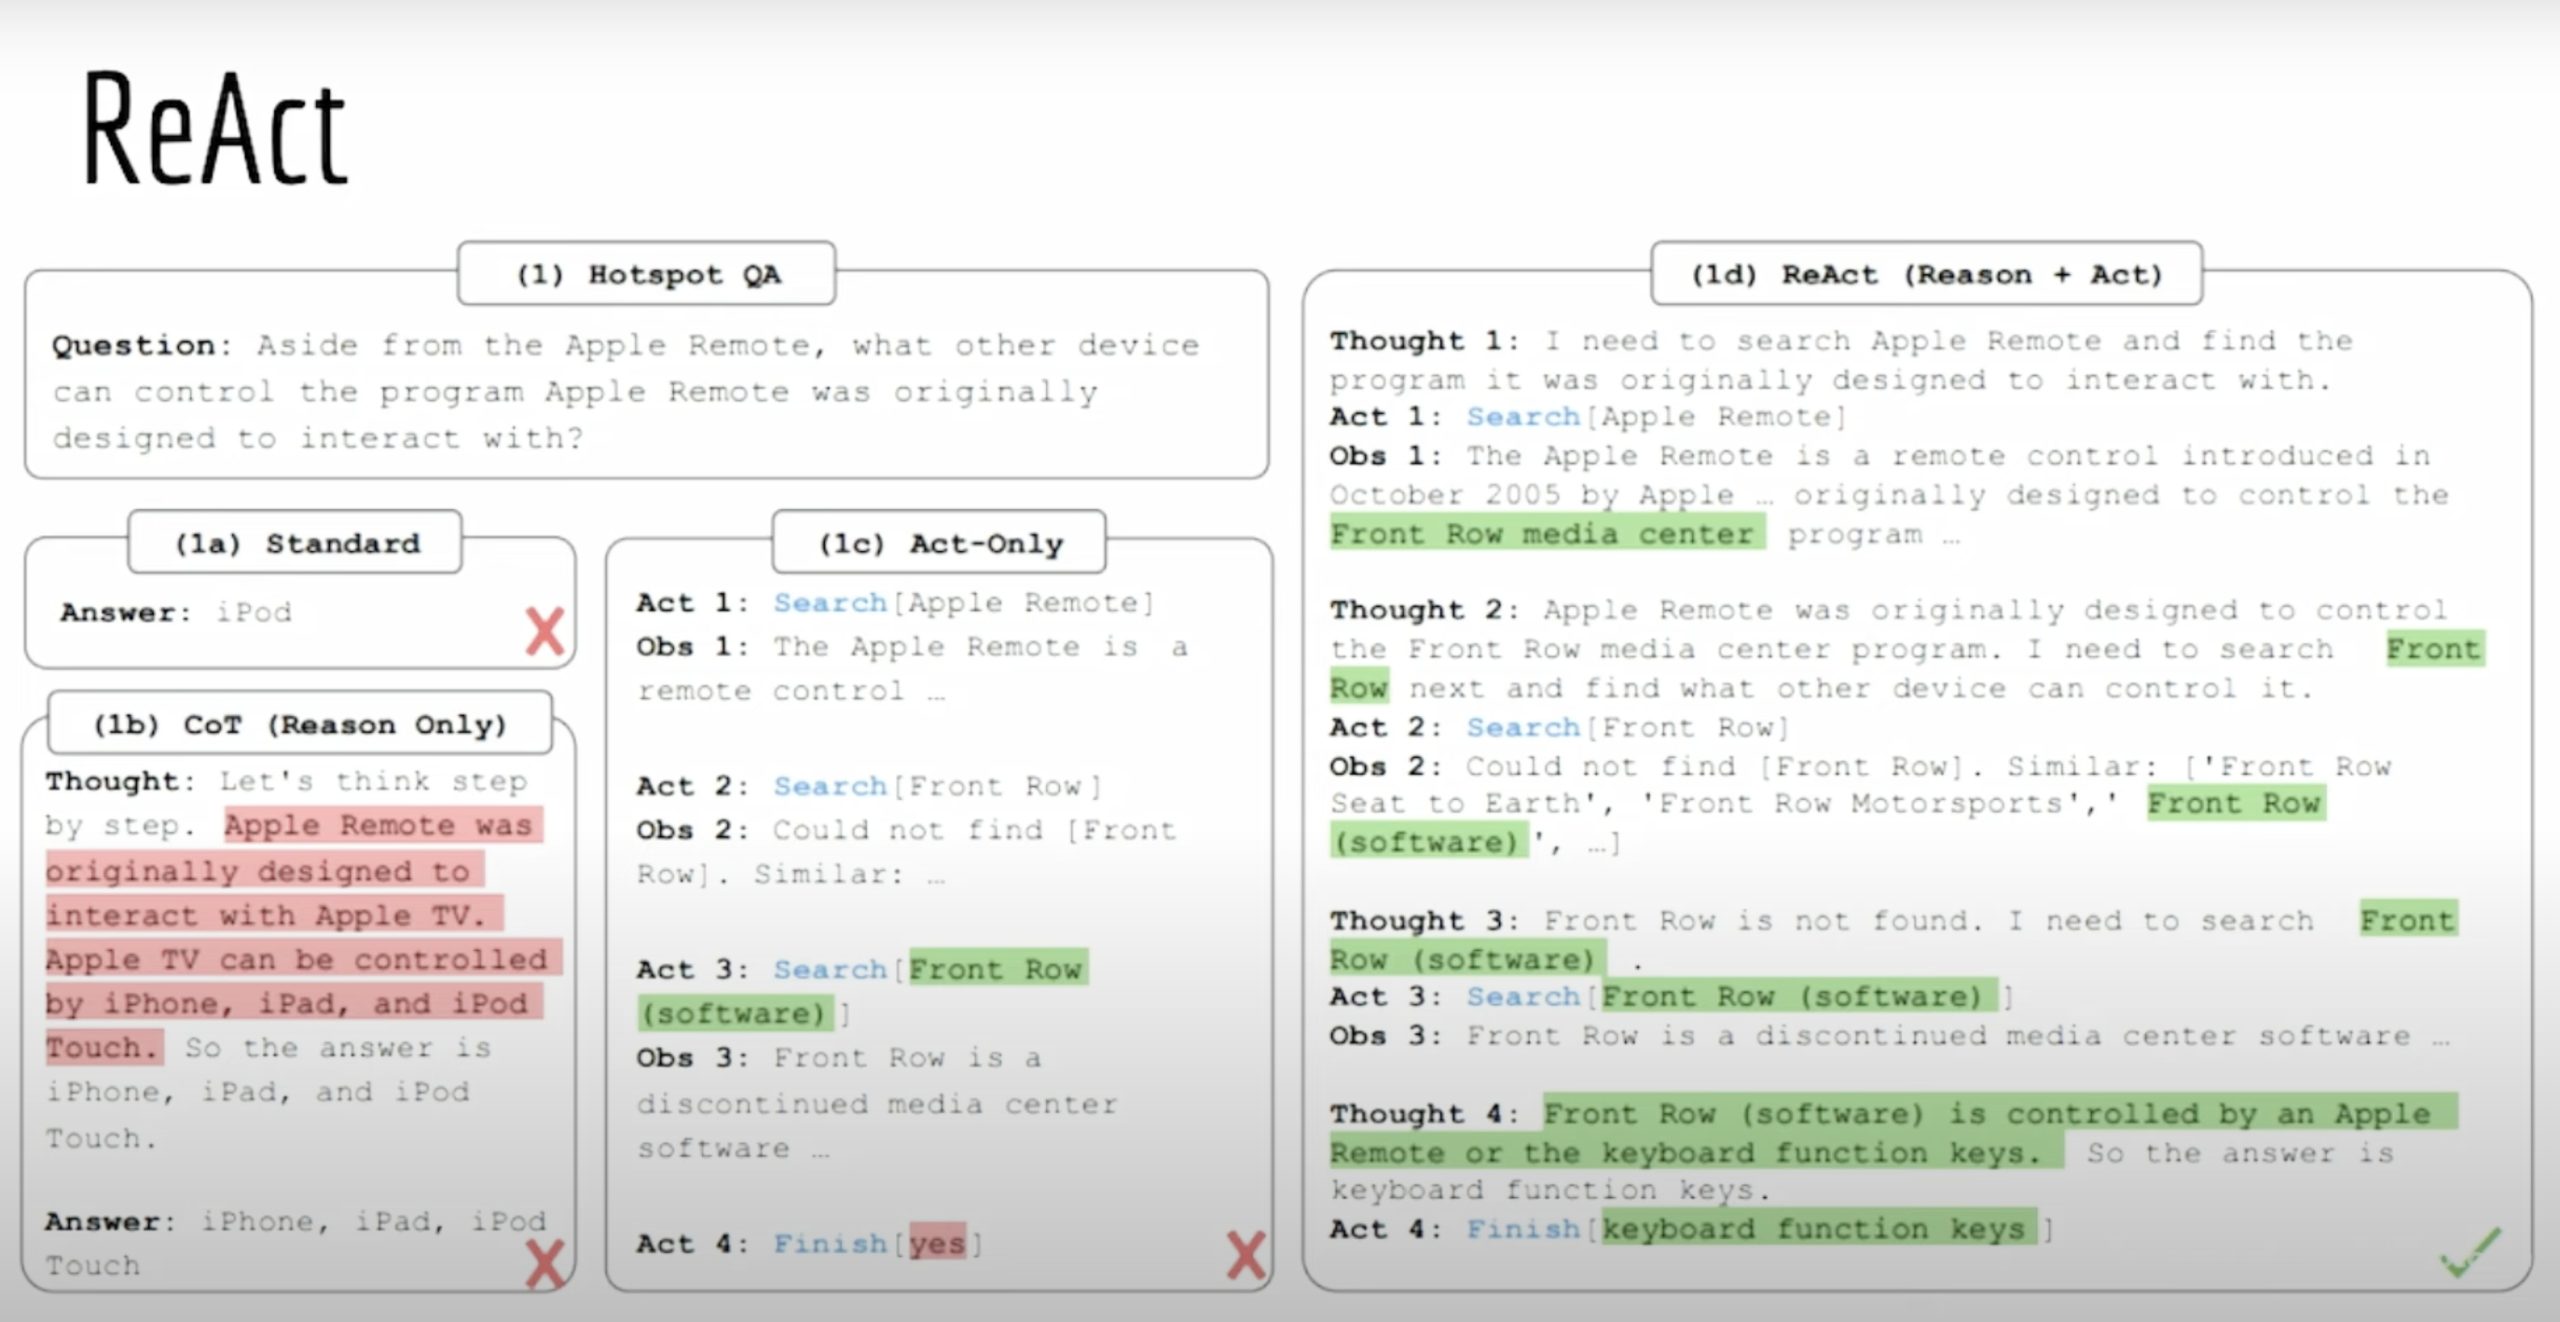 ReAct
(1) Hotspot QA
Question: Aside from the Apple Remote, what other device
can control the program Apple Remote was originally
designed to interact with?
(1a) Standard
Answer: iPod
(1b) CoT (Reason Only)
Thought: Let's think step
by step. Apple Remote was
originally designed to
interact with Apple TV.
Apple TV can be controlled
by iPhone, iPad, and iPod
Touch. So the answer is
iPhone, iPad, and iPod
Touch.
Answer: iPhone, iPad, iPod
Touch
(1c) Act-Only
Act 1: Search[Apple Remote]
Obs 1: The Apple Remote is a
remote control …
Act 2: Search[Front Row]
Obs 2: Could not find [Front
Row]. Similar: …
Act 3: Search[Front Row
(software)]
Obs 3: Front Row is a
discontinued media center
software …
Act 4: Finish[yes]
(1d) ReAct (Reason + Act)
Thought 1: I need to search Apple Remote and find the
program it was originally designed to interact with.
Act 1: Search[Apple Remote]
Obs 1: The Apple Remote is a remote control introduced in
October 2005 by Apple … originally designed to control the
Front Row media center program …
Thought 2: Apple Remote was originally designed to control
the Front Row media center program. I need to search Front
Row next and find what other device can control it.
Act 2: Search[Front Row]
Obs 2: Could not find [Front Row]. Similar: ['Front Row
Seat to Earth', 'Front Row Motorsports',' Front Row
(software)', …]
Thought 3: Front Row is not found. I need to search Front
Row (software) .
Act 3: Search[Front Row (software)]
Obs 3: Front Row is a discontinued media center software …
Thought 4: Front Row (software) is controlled by an Apple
Remote or the keyboard function keys. So the answer is
keyboard function keys.
Act 4: Finish[keyboard function keys]